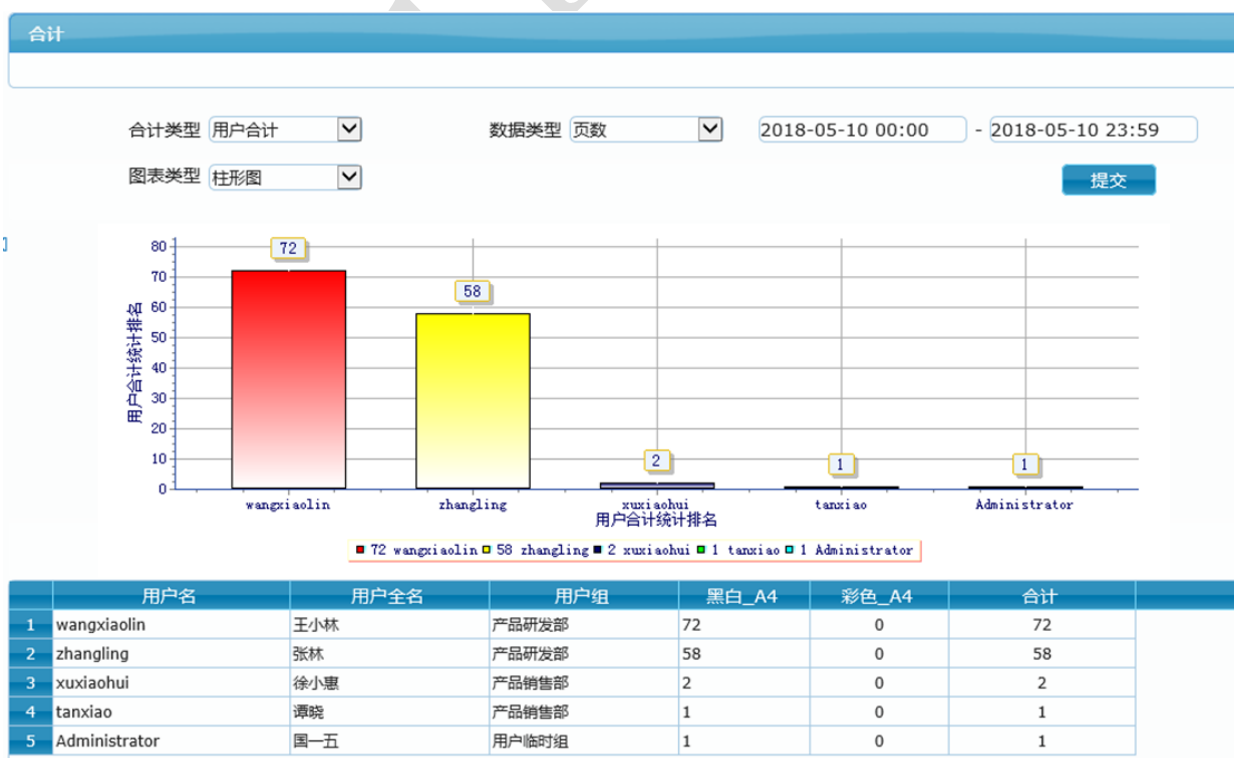 合计
合计类型 用户合计 数据类型 页数 2018-05-10 00:00 - 2018-05-10 23:59
图表类型 柱形图 提交
用户合计统计排名
80
70
60
50
40
30
20
10
0
72
58
2
1
1
wangxiaolin zhangling xuxiaohui tanxiao Administrator
用户合计统计排名
72 wangxiaolin 58 zhangling 2 xuxiaohui 1 tanxiao 1 Administrator
用户名 用户全名 用户组 黑白_A4 彩色_A4 合计
1 wangxiaolin 王小林 产品研发部 72 0 72
2 zhangling 张林 产品研发部 58 0 58
3 xuxiaohui 徐小惠 产品销售部 2 0 2
4 tanxiao 谭晓 产品销售部 1 0 1
5 Administrator 国一五 用户临时组 1 0 1